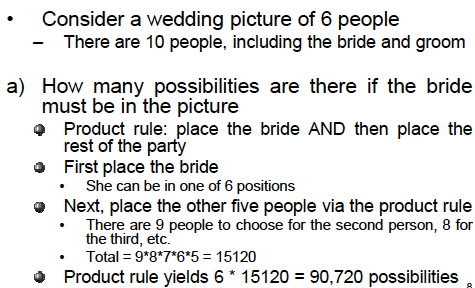 • Consider a wedding picture of 6 people
– There are 10 people, including the bride and groom
a) How many possibilities are there if the bride
must be in the picture
Product rule: place the bride AND then place the
rest of the party
First place the bride
• She can be in one of 6 positions
Next, place the other five people via the product rule
• There are 9 people to choose for the second person, 8 for
the third, etc.
• Total = 9*8*7*6*5 = 15120
Product rule yields 6 * 15120 = 90,720 possibilities
8